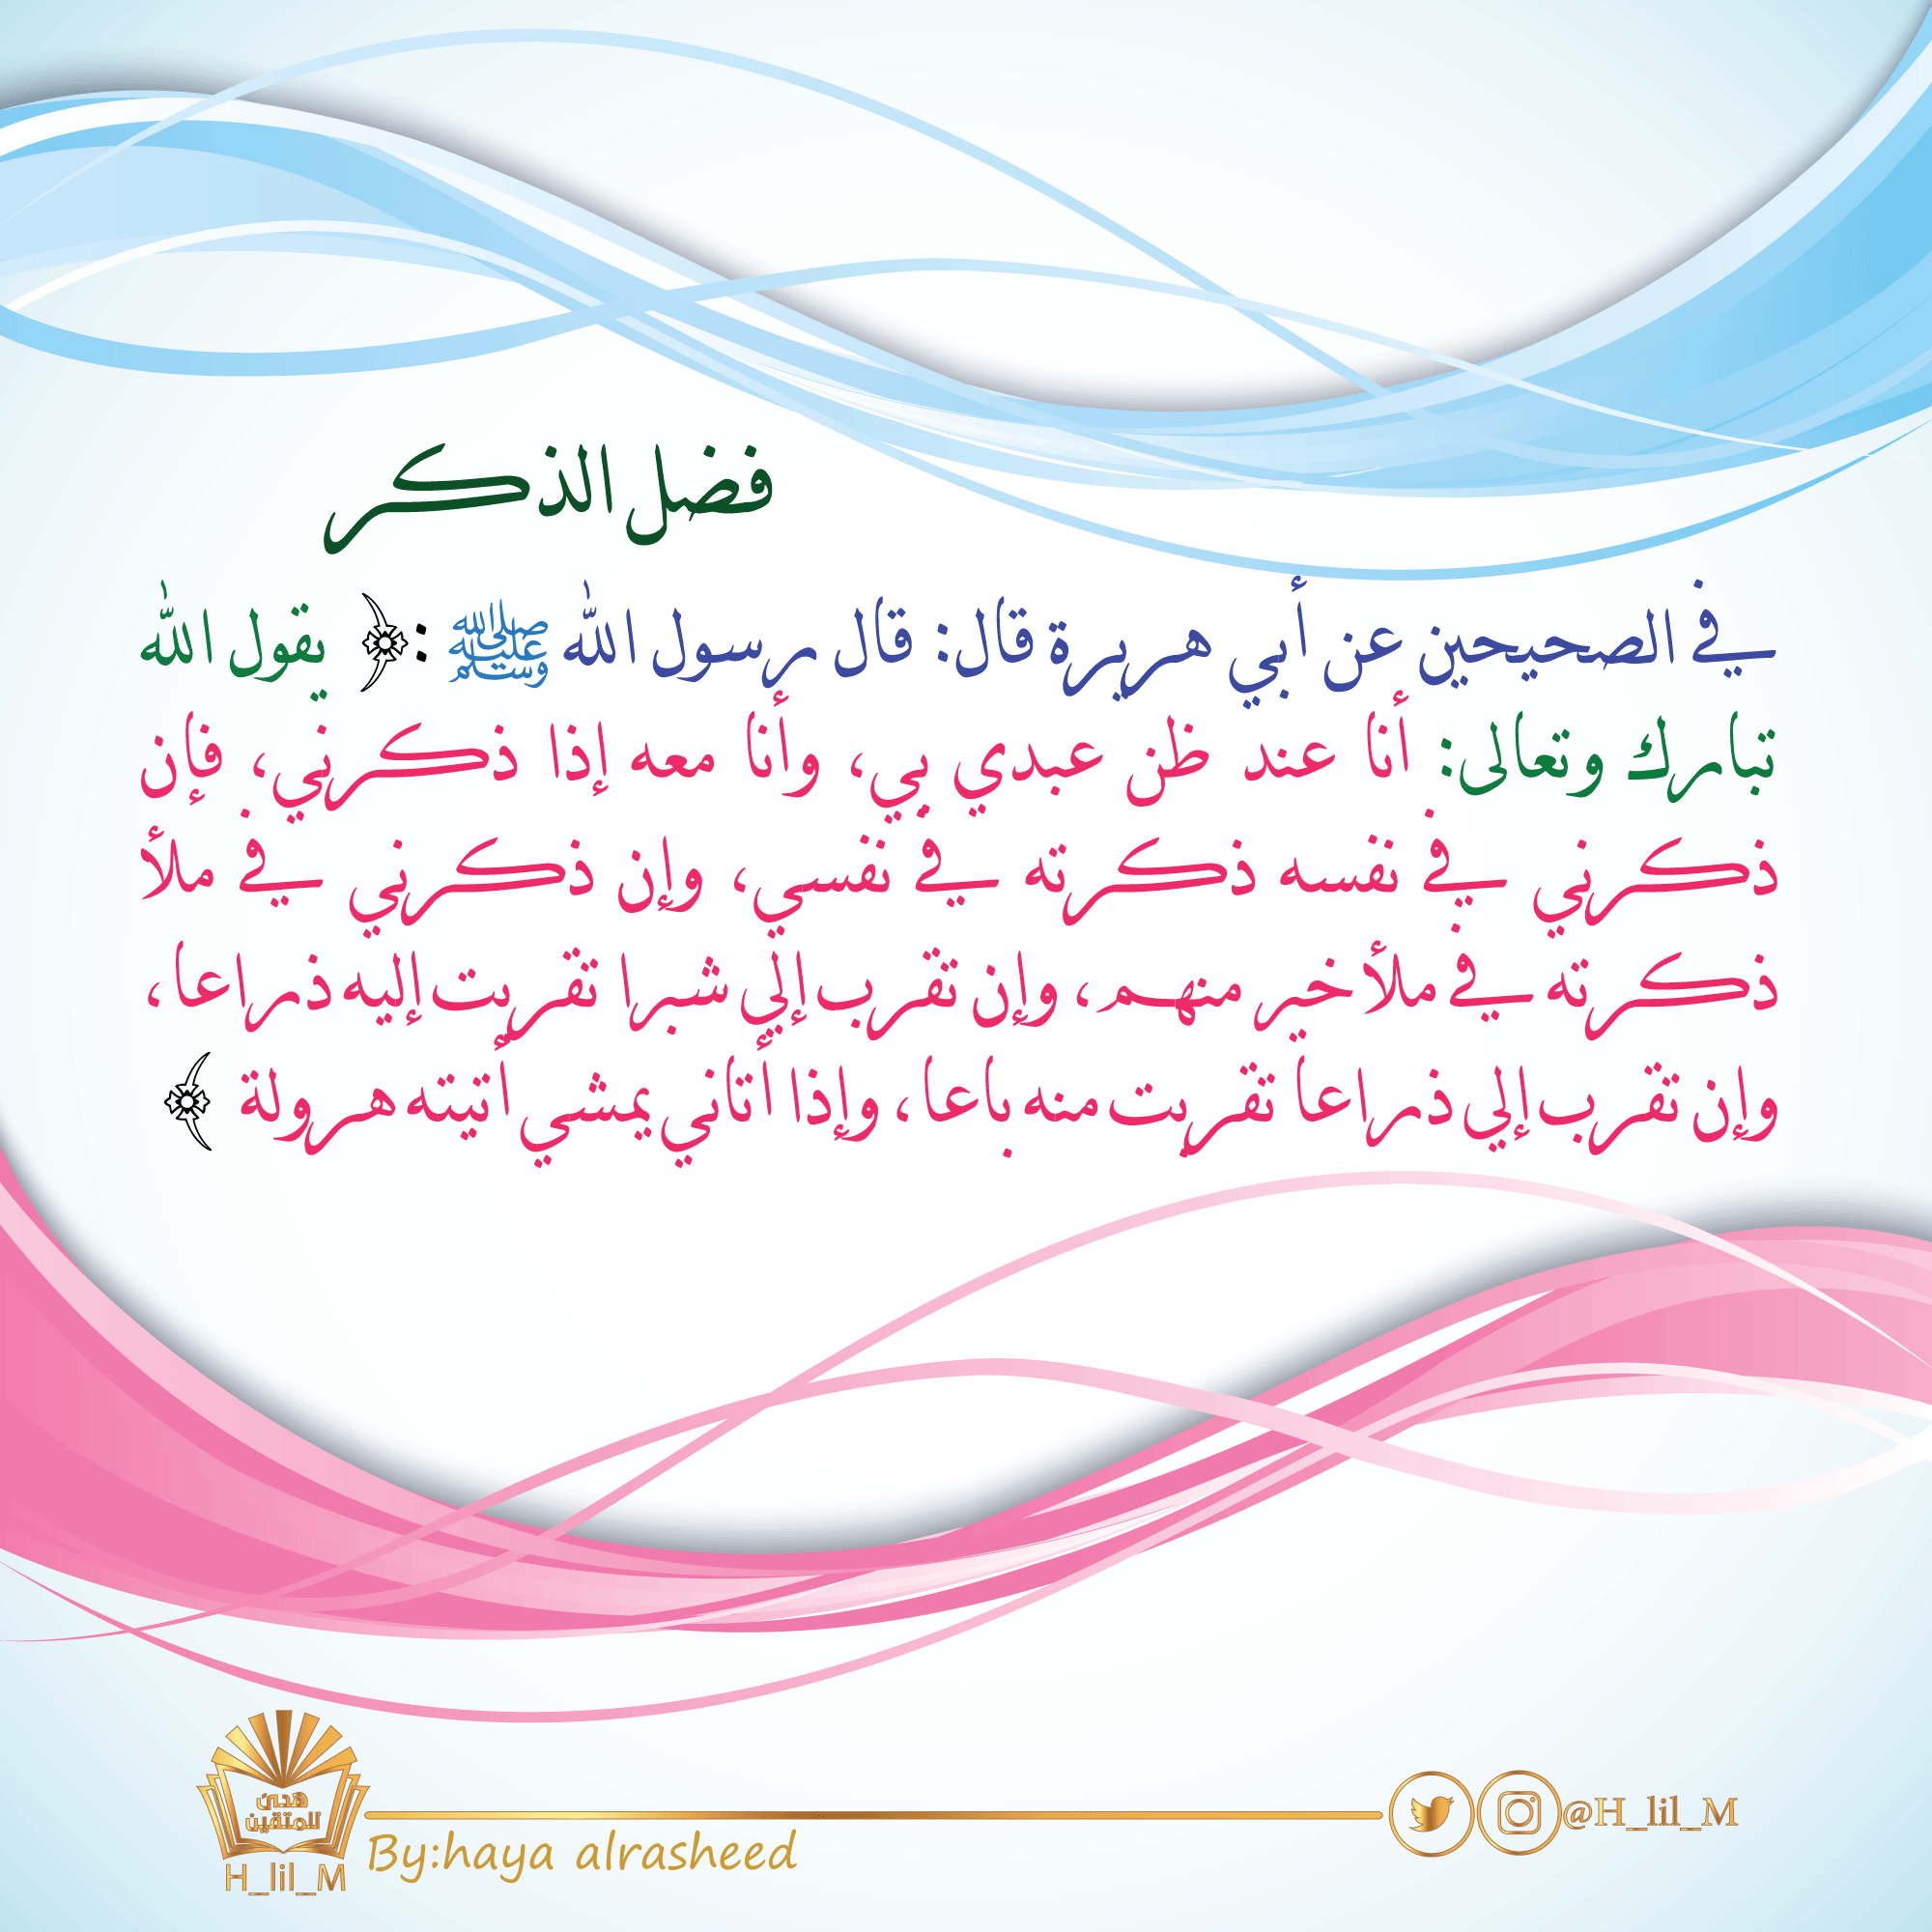 فضل الذكر
في الصحيحين عن أبي هريرة قال: قال رسول الله ﷺ :﴿ يقول الله
تبارك وتعالى: أنا عند ظن عبدي بي، وأنا معه إذا ذكرني، فإن
ذكرني في نفسه ذكرته في نفسي، وإن ذكرني في ملأ
ذكرته في ملأ خير منهم، وإن تقرب إلي شبرا تقربت إليه ذراعا،
وإن تقرب إلي ذراعا تقربت منه باعا، وإذا أتاني يمشي أتيته هرولة ﴾
هدى
للمتقين
H_lil_M
By:haya alrasheed
@H_lil_M